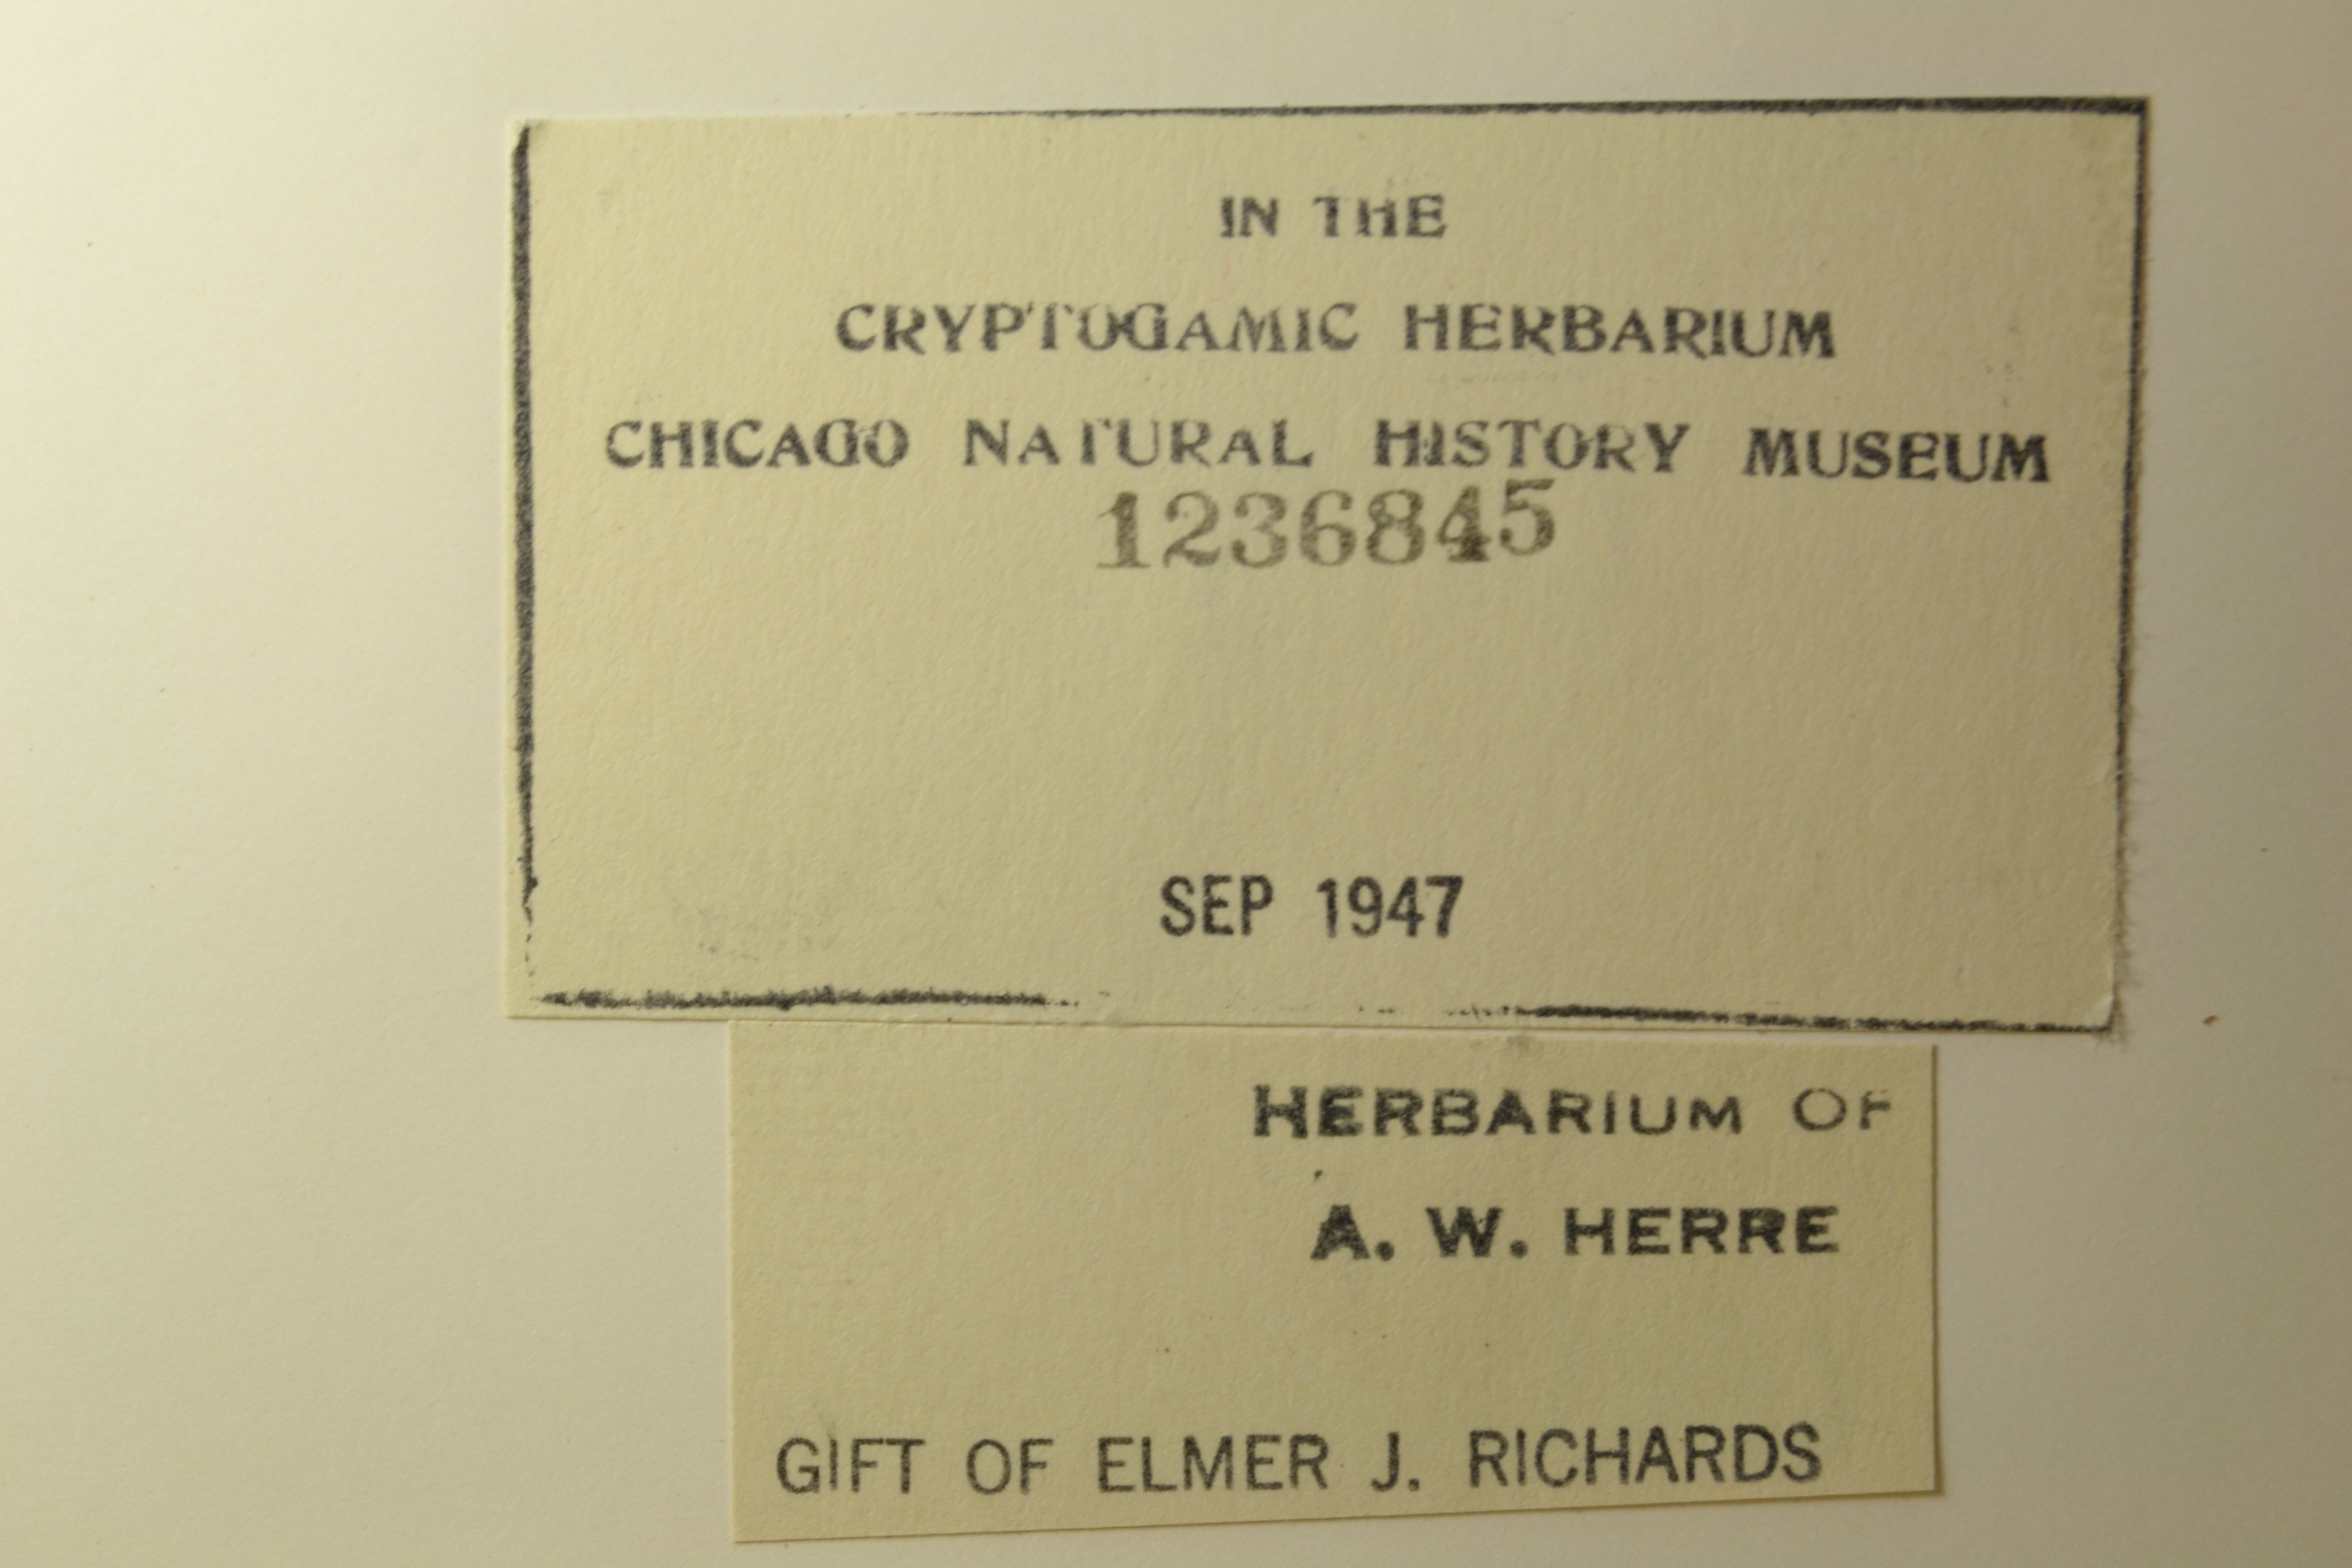 IN THE
CRYPTOGAMIC HERBARIUM
CHICAGO NATURAL HISTORY MUSEUM
1236845
SEP 1947
HERBARIUM OF
A. W. HERRE
GIFT OF ELMER J. RICHARDS